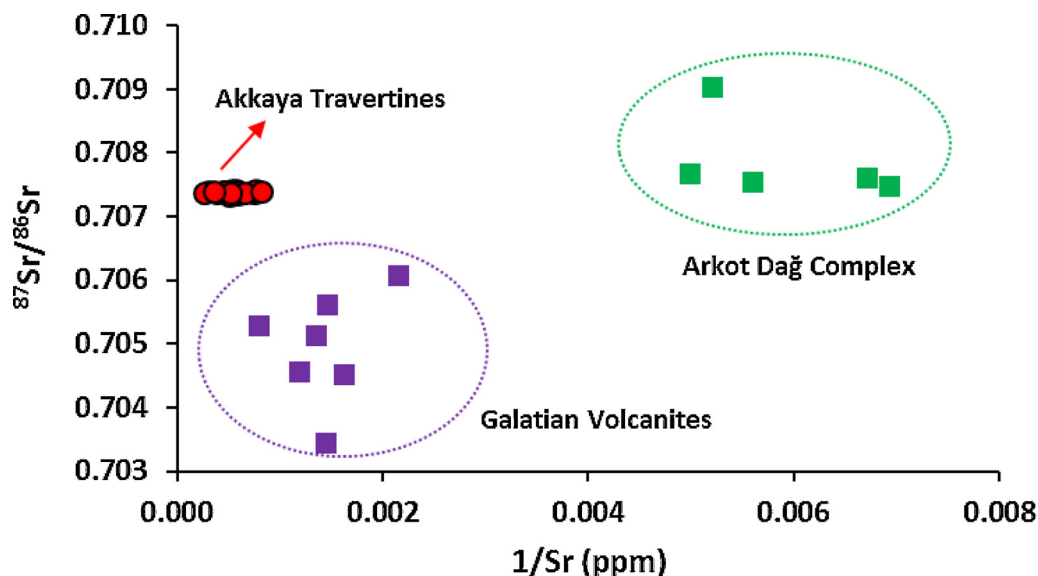 0.710
0.709
0.708
0.707
0.706
0.705
0.704
0.703
87Sr/86Sr
Akkaya Travertines
Arkot Dağ Complex
Galatian Volcanites
0.000
0.002
0.004
0.006
0.008
1/Sr (ppm)